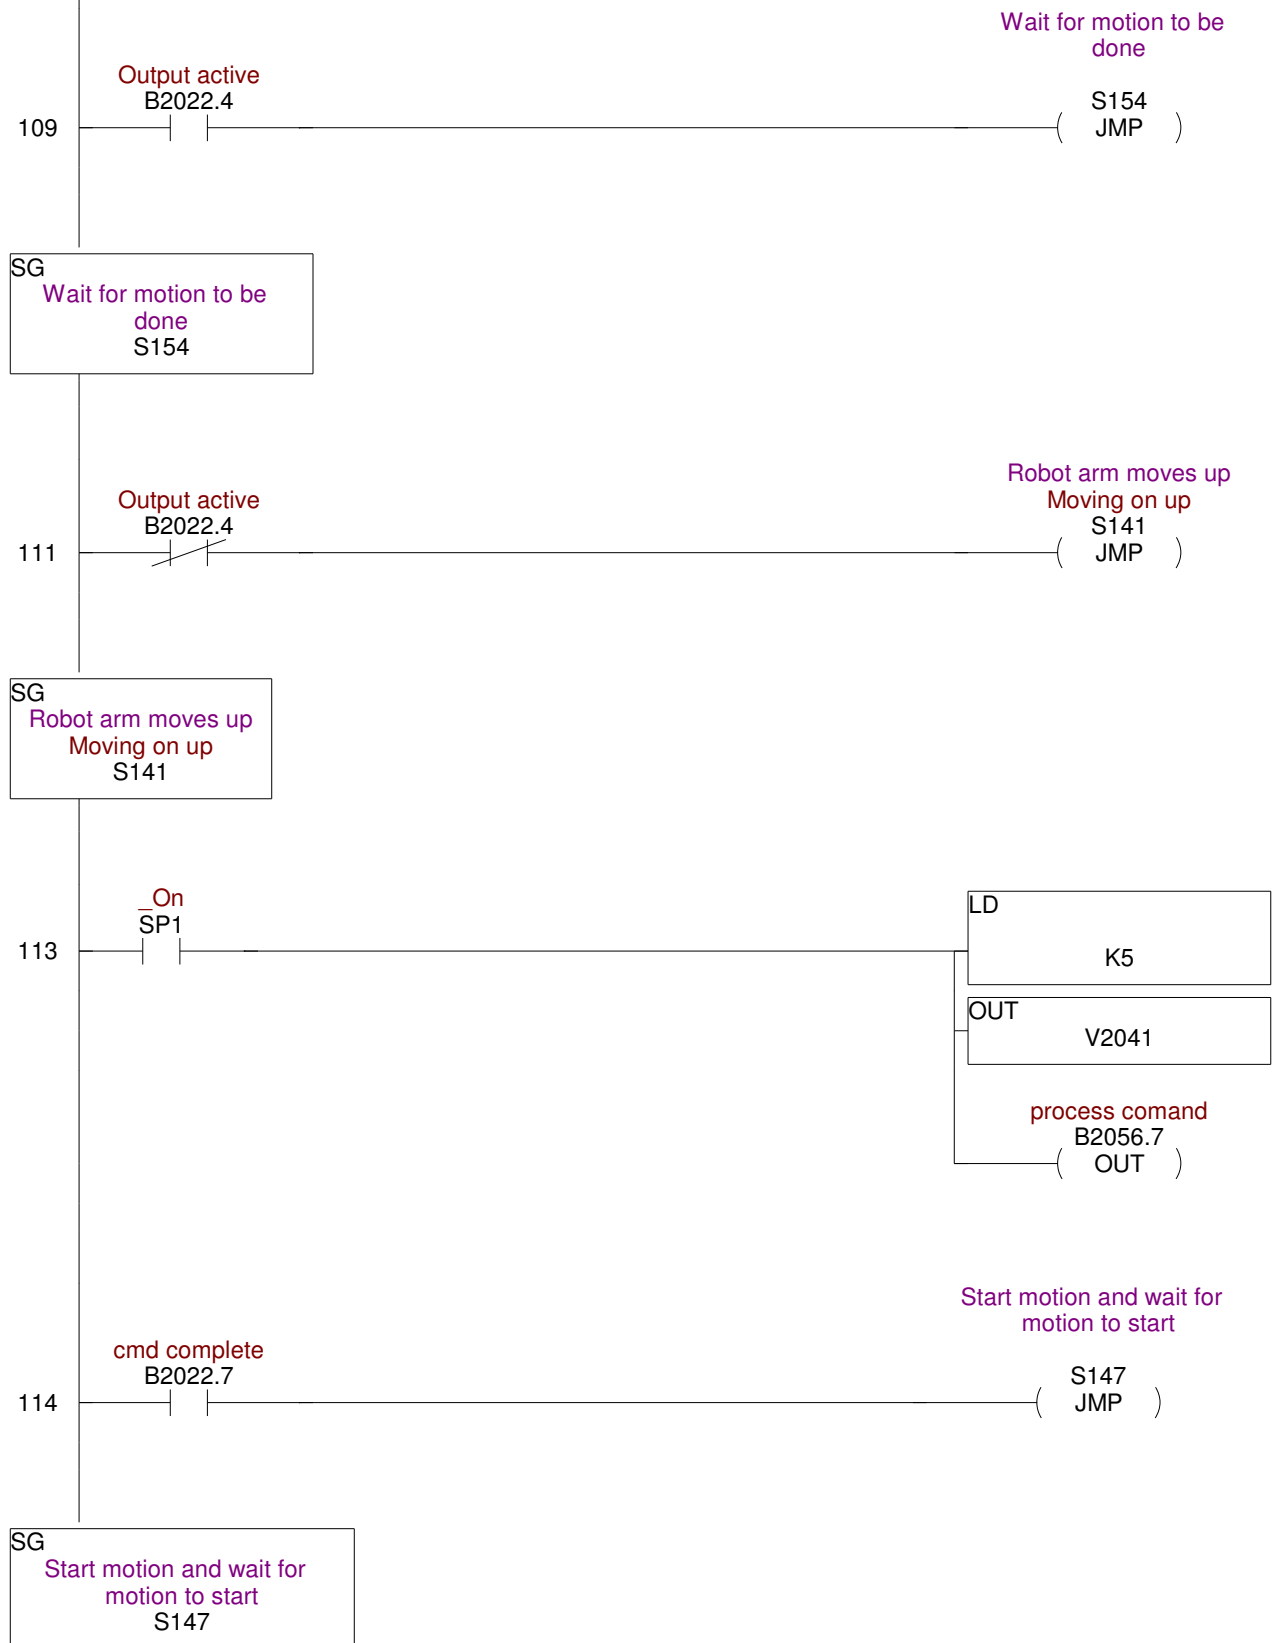 Wait for motion to be
done
Output active
B2022.4
S154
109
JMP
SG
Wait for motion to be
done
S154
Robot arm moves up
Output active
Moving on up
B2022.4
S141
111
JMP
SG
Robot arm moves up
Moving on up
S141
_On
SP1
LD
113
K5
OUT
V2041
process comand
B2056.7
OUT
Start motion and wait for
motion to start
cmd complete
B2022.7
S147
114
JMP
SG
Start motion and wait for
motion to start
S147